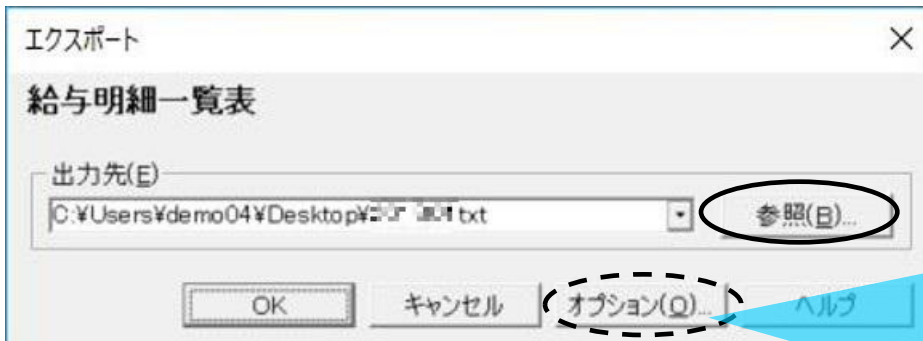 エクスポート
給与明細一覧表
出力先(E)
C:¥Users¥demo04¥Desktop¥ txt
参照(B)...
OK キャンセル オプション(O)... ヘルプ